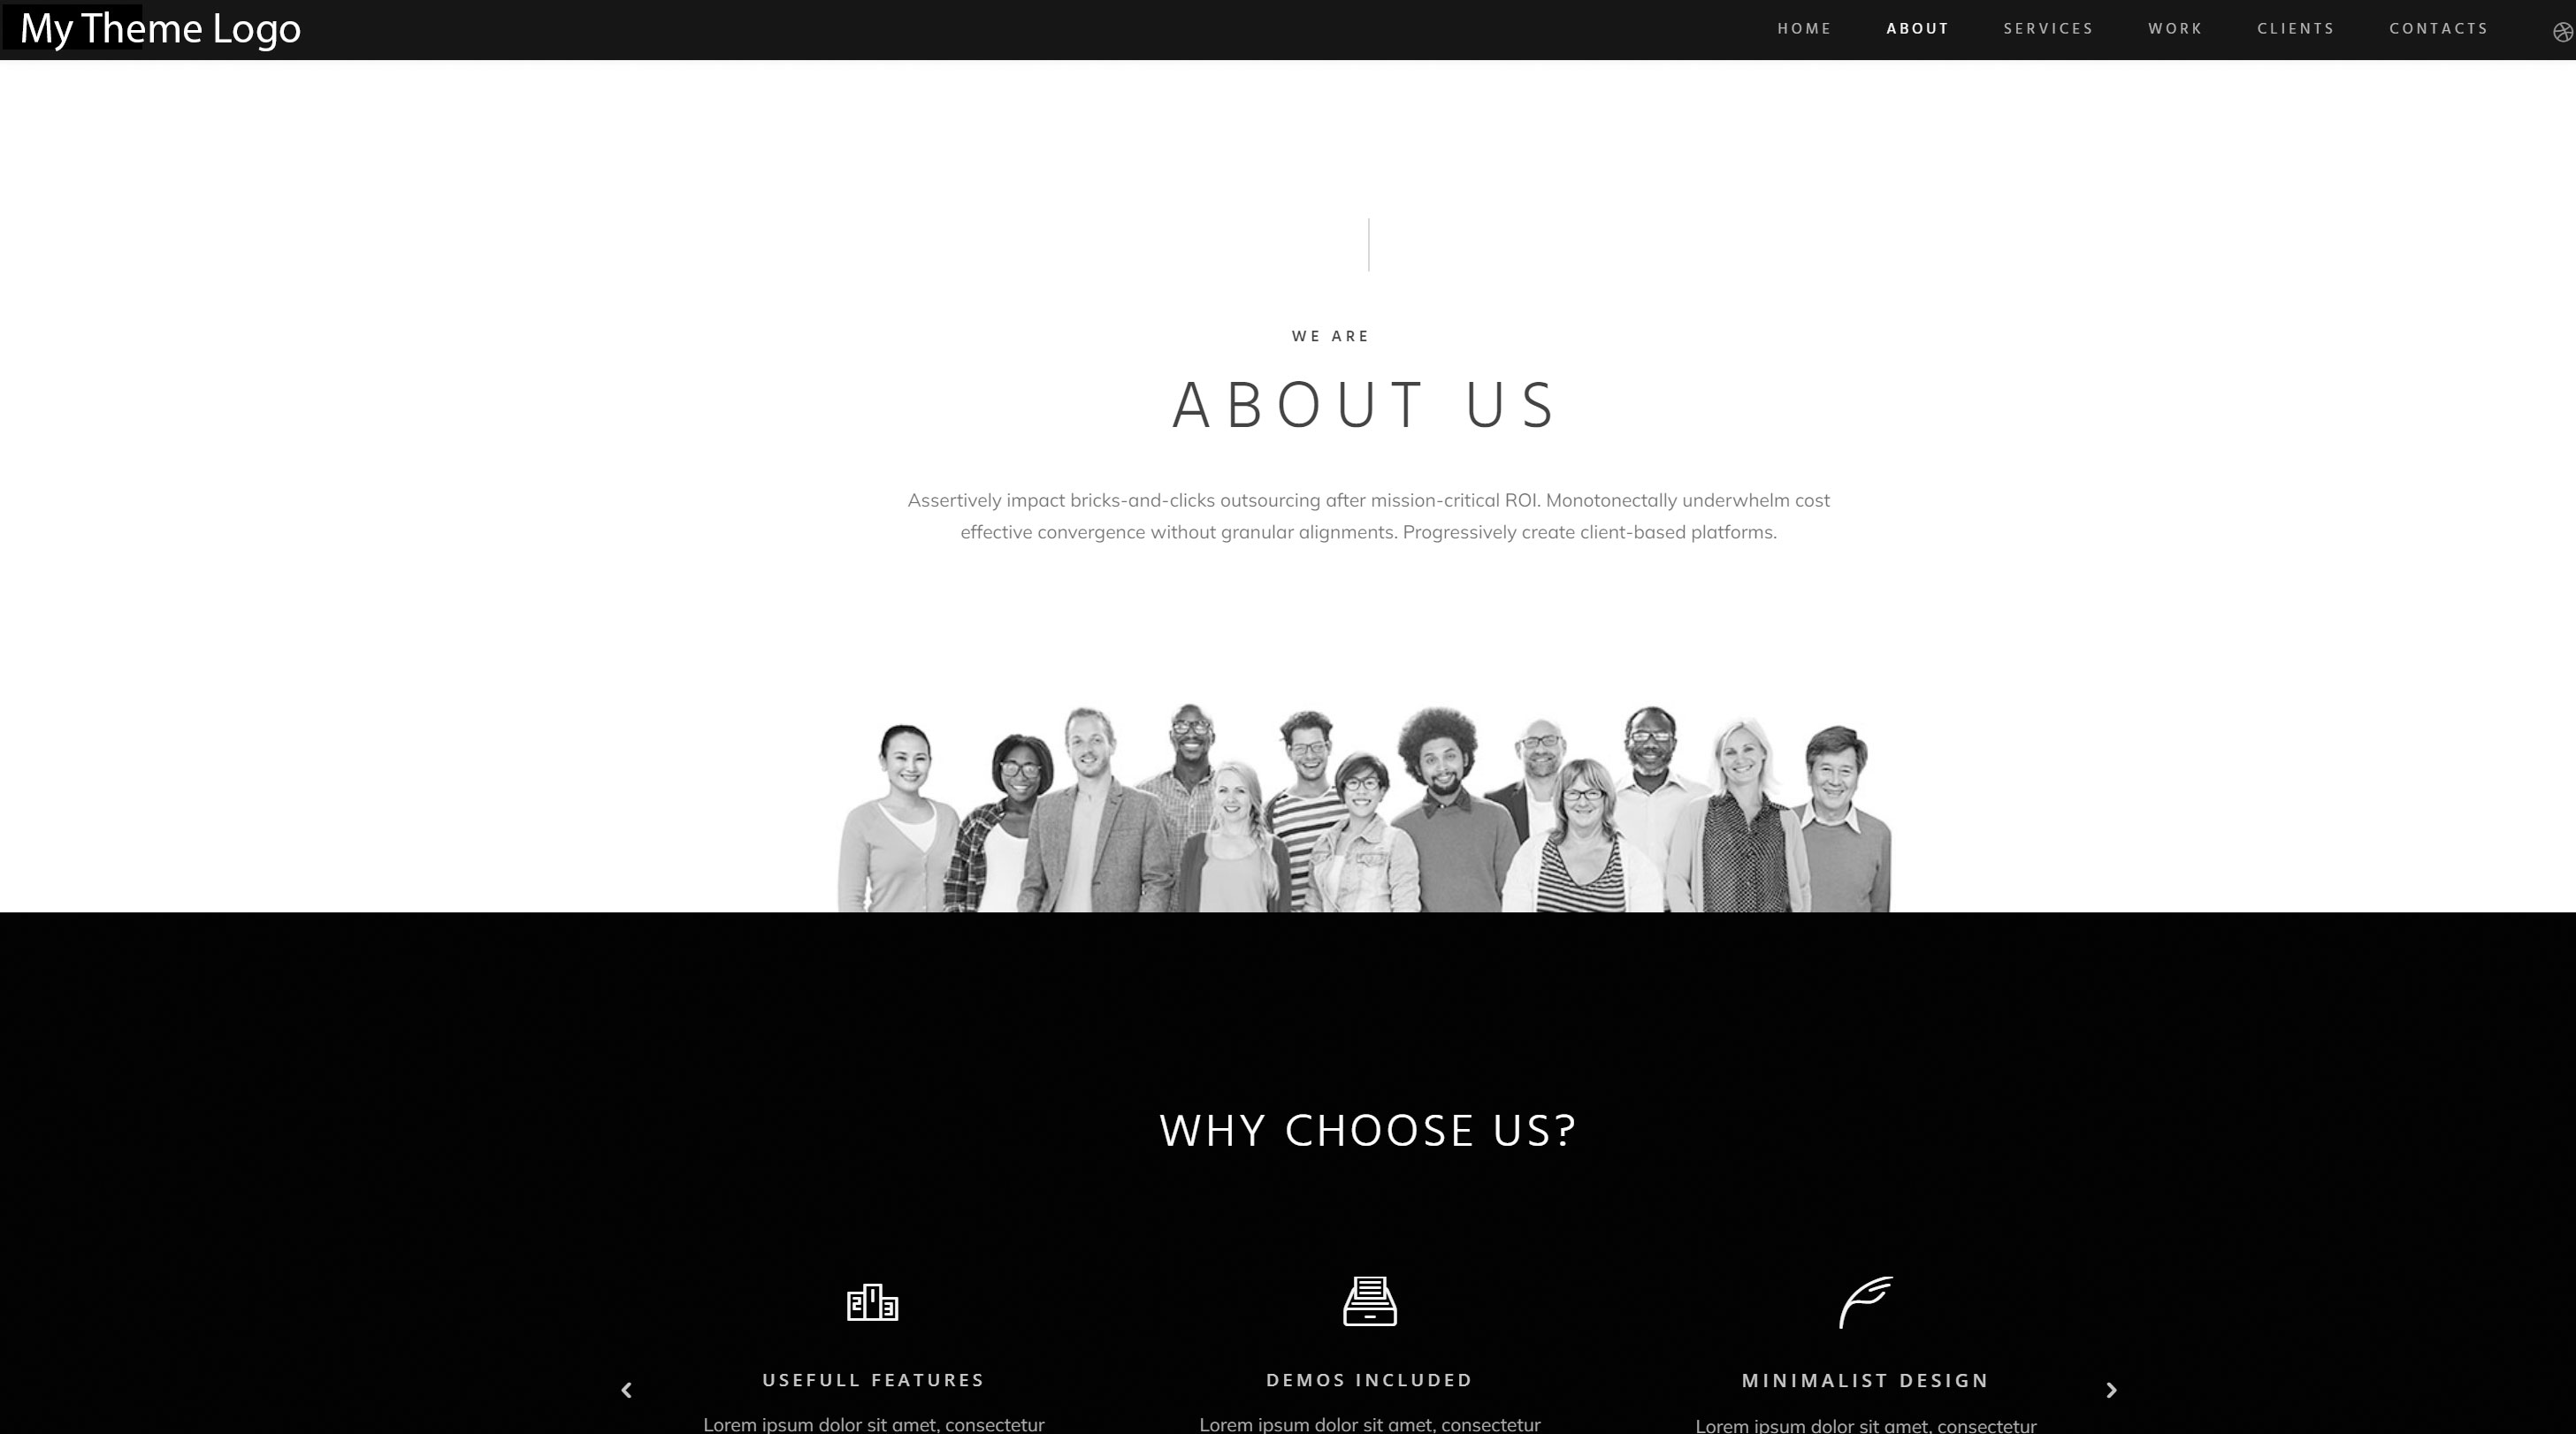 My Theme Logo
HOME ABOUT SERVICES WORK CLIENTS CONTACTS
WE ARE
ABOUT US
Assertively impact bricks-and-clicks outsourcing after mission-critical ROI. Monotonectally underwhelm cost
effective convergence without granular alignments. Progressively create client-based platforms.
WHY CHOOSE US?
2 1 3
USEFULL FEATURES
DEMOS INCLUDED
MINIMALIST DESIGN
Lorem ipsum dolor sit amet, consectetur
Lorem ipsum dolor sit amet, consectetur
Lorem ipsum dolor sit amet, consectetur